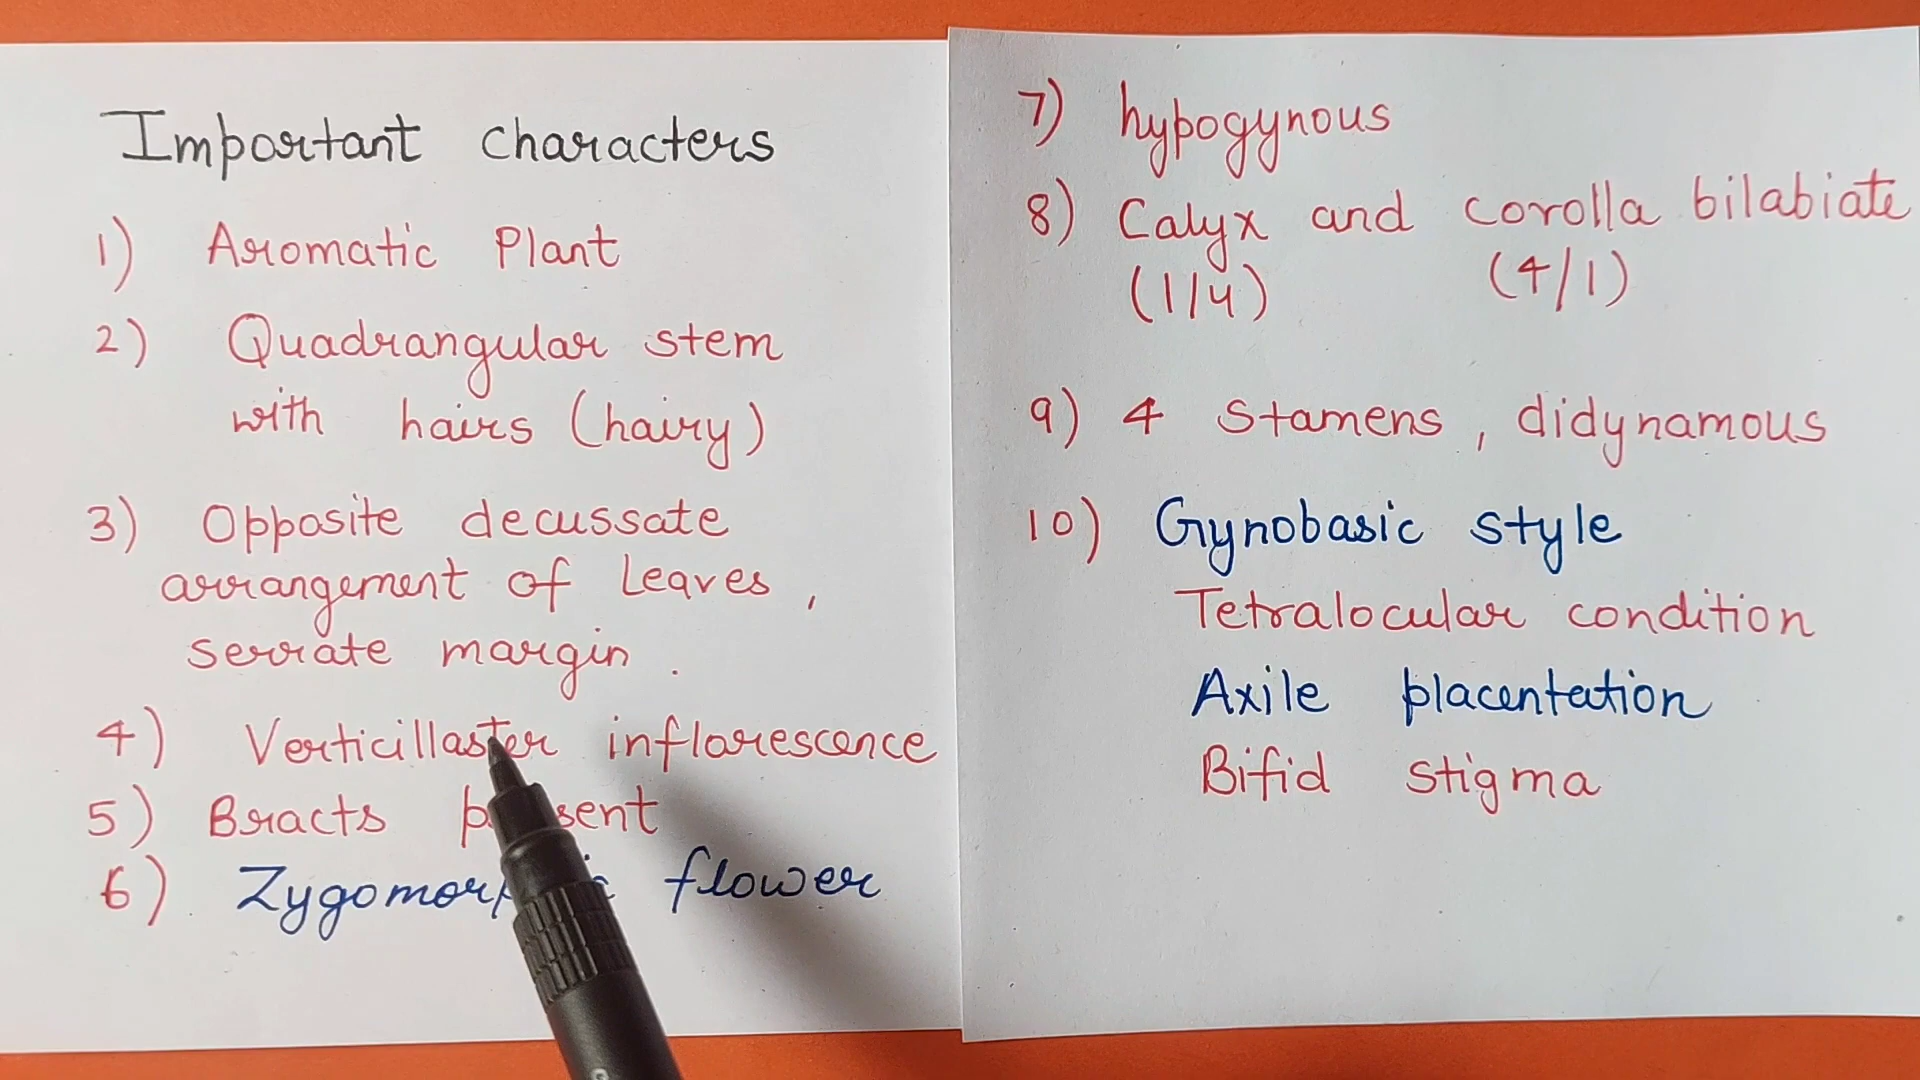 Important characters
1) Aromatic Plant
2) Quadrangular stem
with hairs (hairy)
3) Opposite decussate
arrangement of Leaves,
serrate margin.
4) Verticillaster inflorescence
5) Bracts present
6) Zygomorphic flower
7) hypogynous
8) Calyx and corolla bilabiate
(1/4) (4/1)
9) 4 Stamens, didynamous
10) Gynobasic style
Tetralocular condition
Axile placentation
Bifid stigma